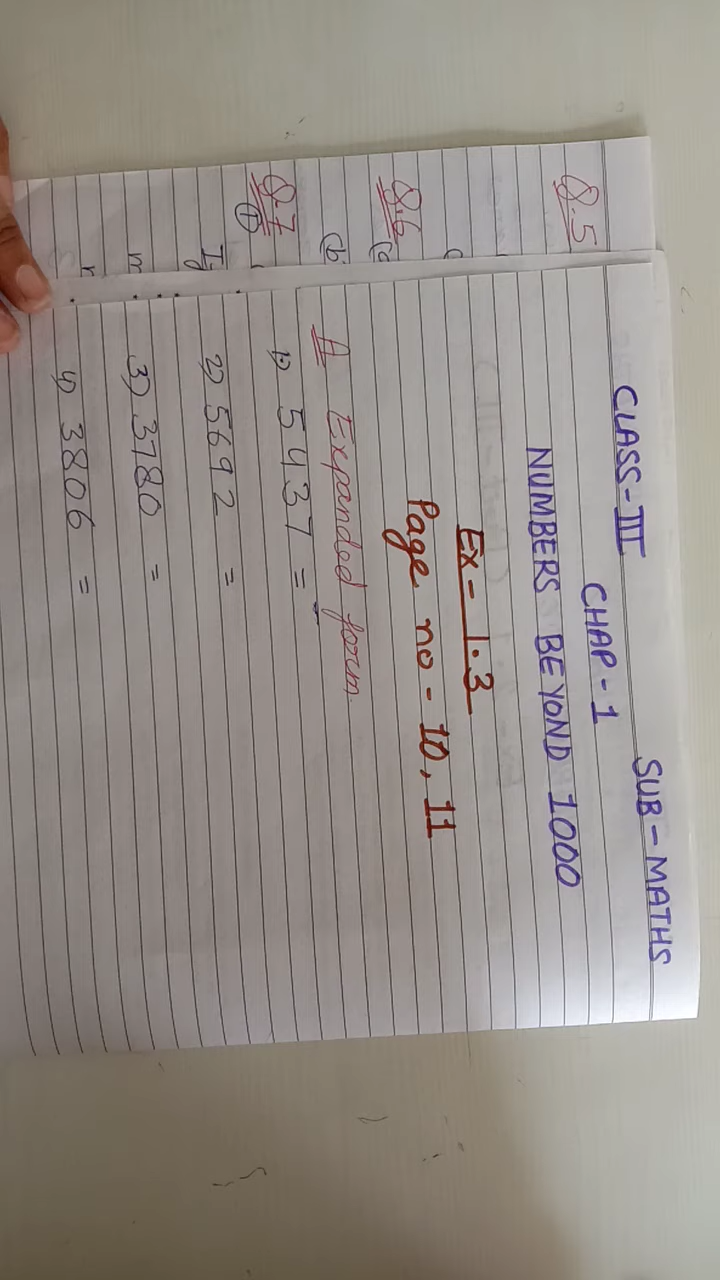 CLASS-III SUB-MATHS
CHAP-1
NUMBERS BEYOND 1000
Ex-1.3
Page no-10, 11
A Expanded form.
1) 5437 =
2) 5692 =
3) 3780 =
4) 3806 =
Q.5
Q.6 (a
(b
Q.7